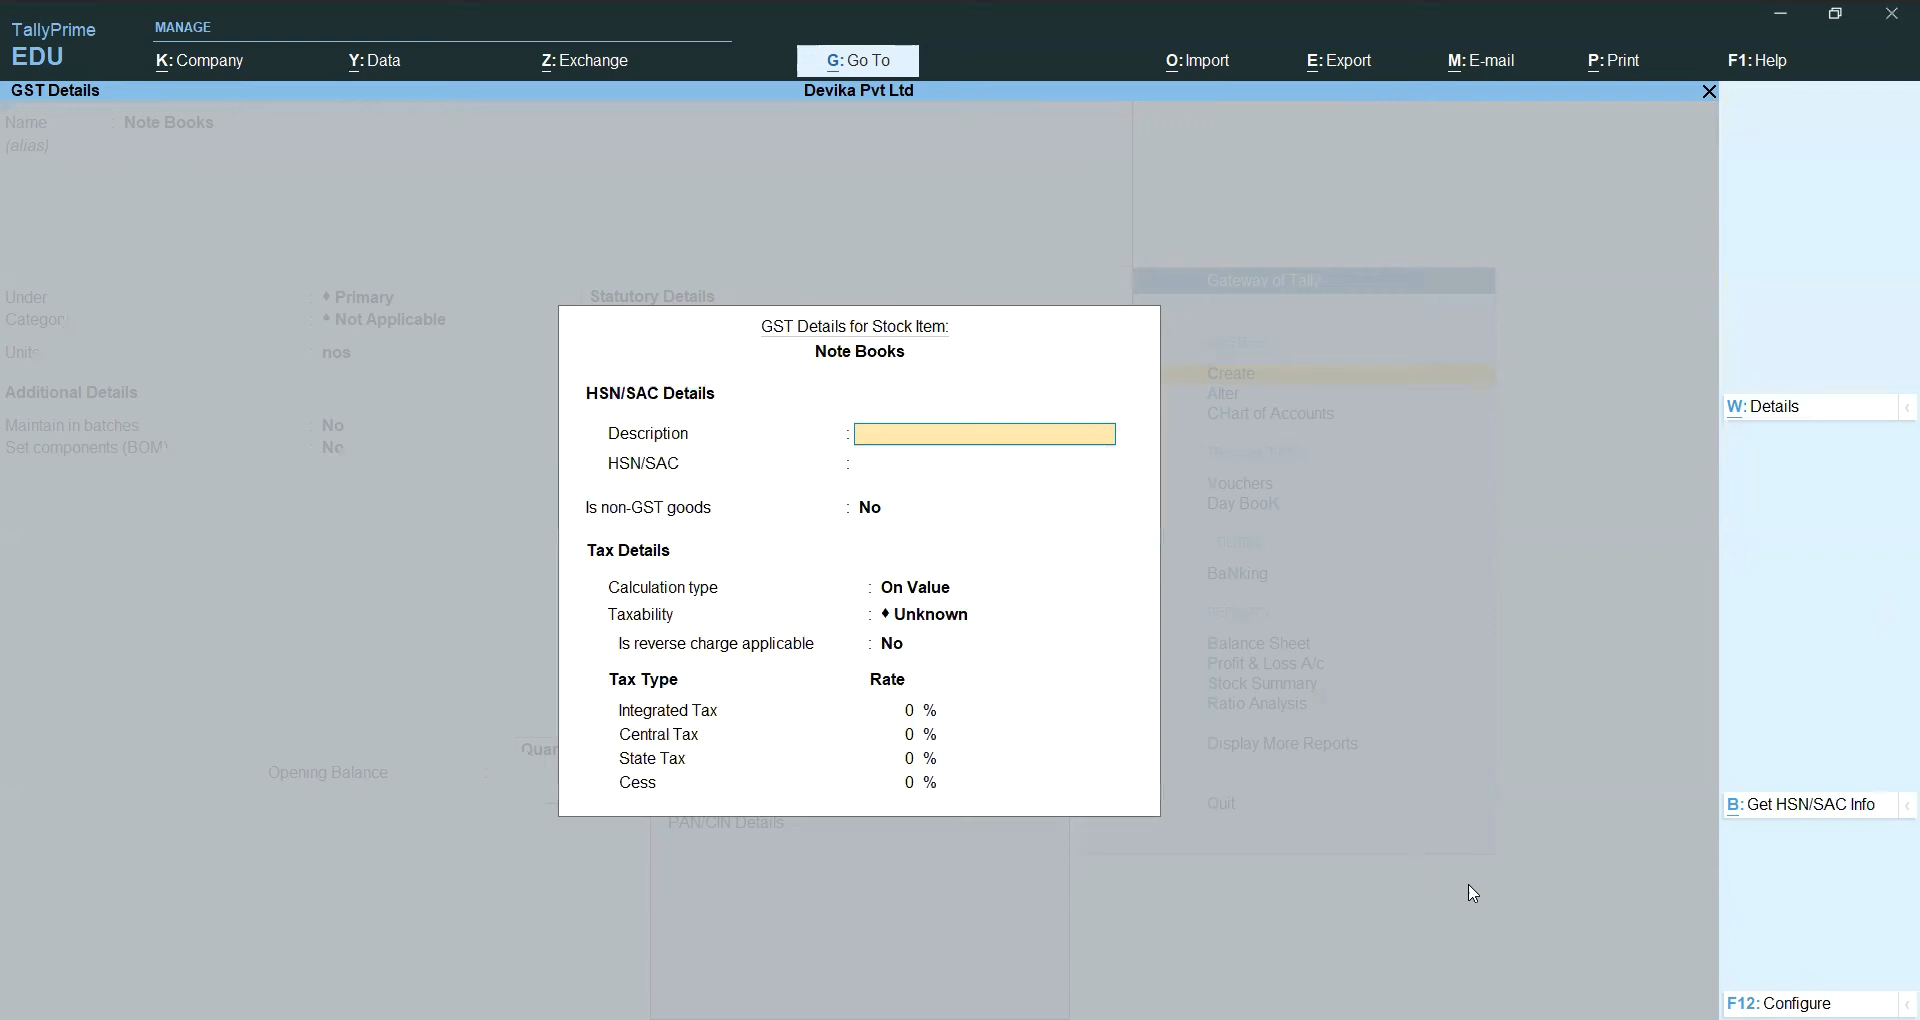 TallyPrime
EDU
MANAGE
K: Company
Y: Data
Z: Exchange
G: Go To
O: Import
E: Export
M: E-mail
P: Print
F1: Help
GST Details
Devika Pvt Ltd
Name : Note Books
(alias)
Under : ♦ Primary
Category : ♦ Not Applicable
Units : nos
Additional Details
Maintain in batches : No
Set components (BOM) : No
Statutory Details
Opening Balance :
PAN/CIN Details
GST Details for Stock Item:
Note Books
HSN/SAC Details
Description :
HSN/SAC :
Is non-GST goods : No
Tax Details
Calculation type : On Value
Taxability : ♦ Unknown
Is reverse charge applicable : No
Tax Type Rate
Integrated Tax 0 %
Central Tax 0 %
State Tax 0 %
Cess 0 %
Gateway of Tally
Create
Alter
CHart of Accounts
Vouchers
Day BooK
BaNking
Balance Sheet
Profit & Loss A/c
Stock Summary
Ratio Analysis
Display More Reports
Quit
W: Details
B: Get HSN/SAC Info
F12: Configure